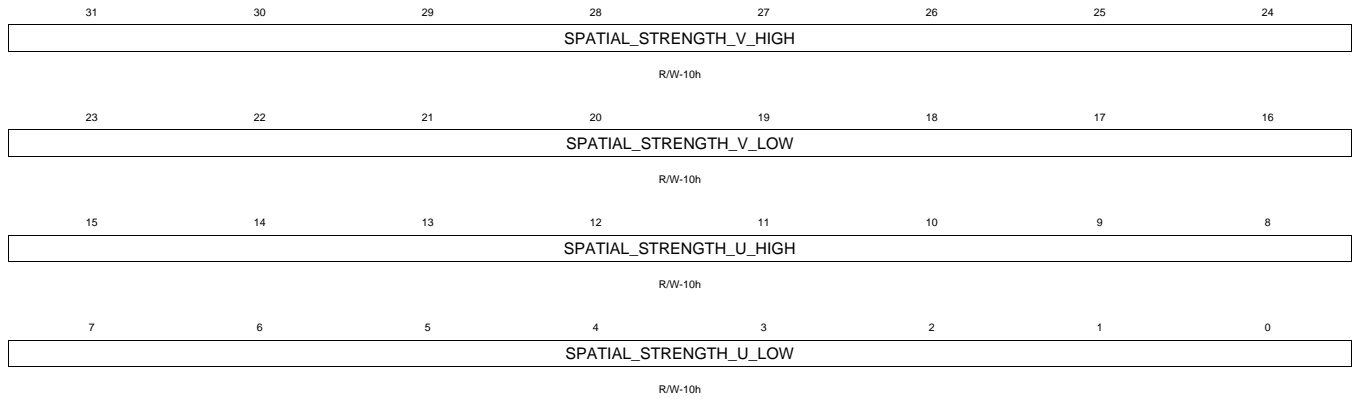 31 30 29 28 27 26 25 24
SPATIAL_STRENGTH_V_HIGH
R/W-10h
23 22 21 20 19 18 17 16
SPATIAL_STRENGTH_V_LOW
R/W-10h
15 14 13 12 11 10 9 8
SPATIAL_STRENGTH_U_HIGH
R/W-10h
7 6 5 4 3 2 1 0
SPATIAL_STRENGTH_U_LOW
R/W-10h